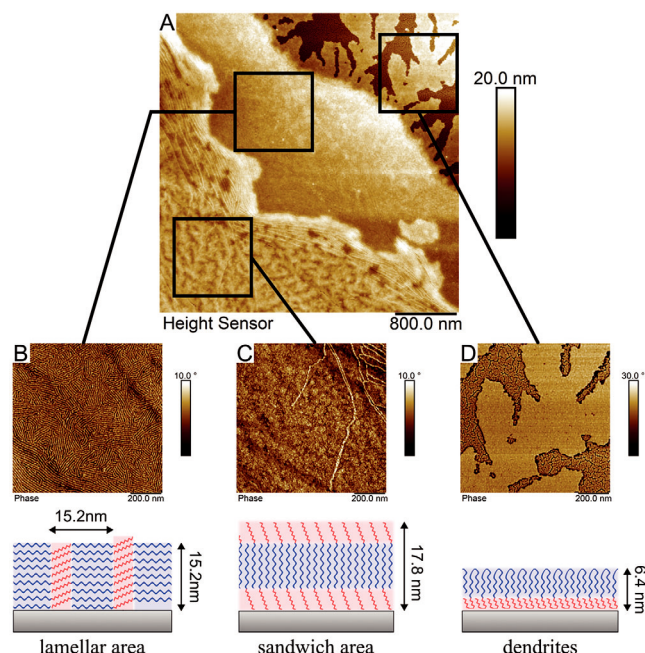 A
20.0 nm
Height Sensor
800.0 nm
B
10.0 °
Phase
200.0 nm
C
10.0 °
Phase
200.0 nm
D
30.0 °
Phase
200.0 nm
15.2nm
15.2nm
17.8 nm
6.4 nm
lamellar area
sandwich area
dendrites